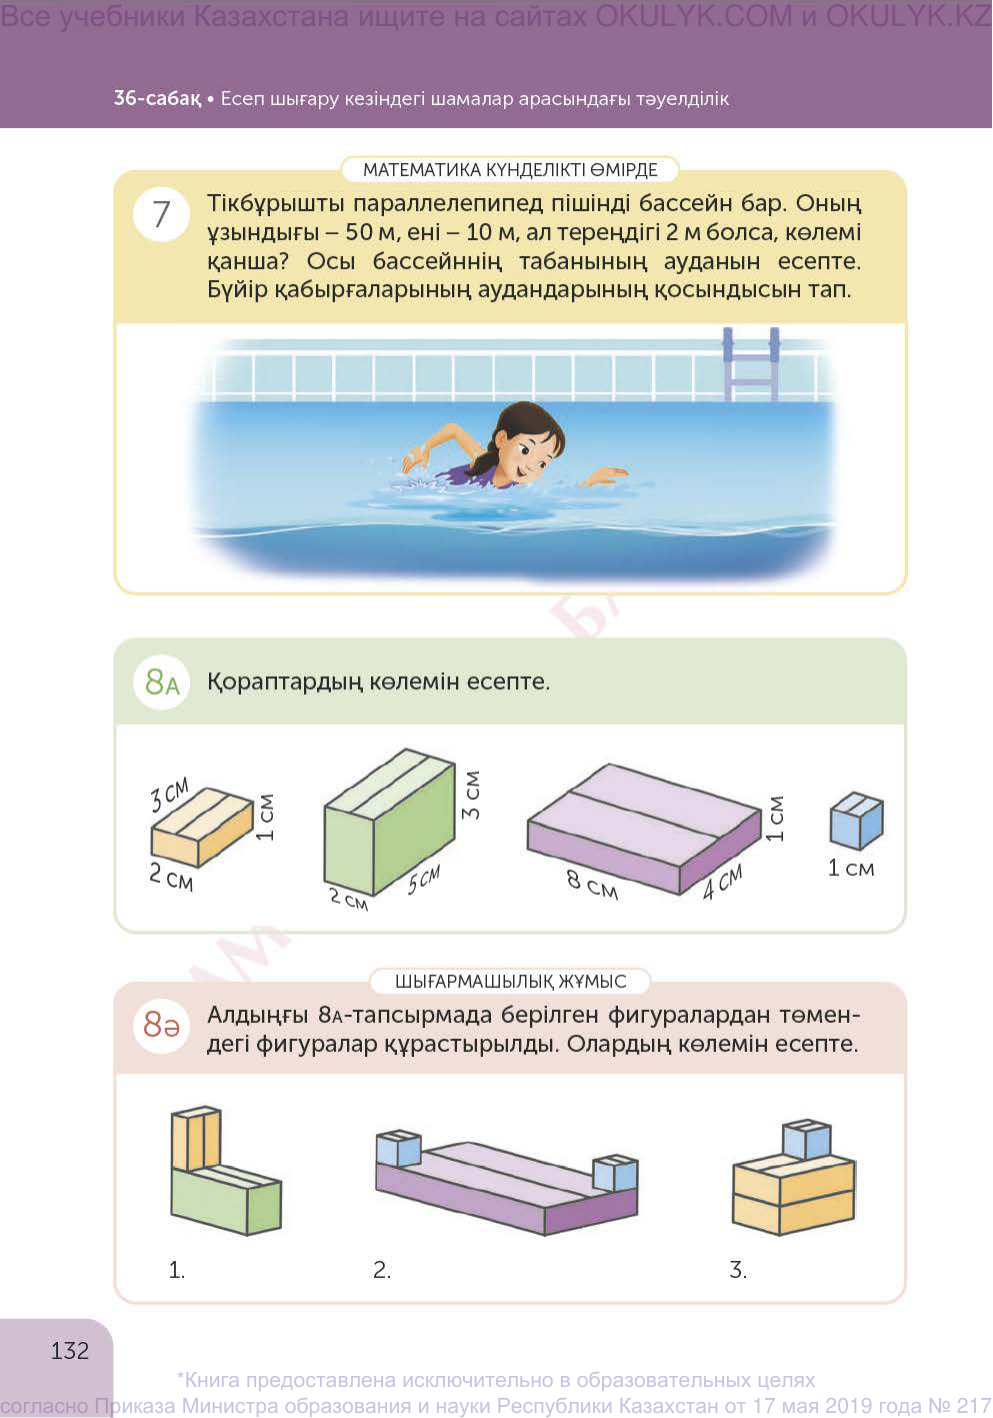 Все учебники Казахстана ищите на сайтах OKULYK.COM и OKULYK.KZ
36-сабақ • Есеп шығару кезіндегі шамалар арасындағы тәуелділік
МАТЕМАТИКА КҮНДЕЛІКТІ ӨМІРДЕ
7
Тікбұрышты параллелепипед пішінді бассейн бар. Оның
ұзындығы – 50 м, ені – 10 м, ал тереңдігі 2 м болса, көлемі
қанша? Осы бассейннің табанының ауданын есепте.
Бүйір қабырғаларының аудандарының қосындысын тап.
8А
Қораптардың көлемін есепте.
3 см
1 см
2 см
3 см
2 см
5 см
1 см
8 см
4 см
1 см
ШЫҒАРМАШЫЛЫҚ ЖҰМЫС
8ә
Алдыңғы 8А-тапсырмада берілген фигуралардан төмен-
дегі фигуралар құрастырылды. Олардың көлемін есепте.
1.
2.
3.
132
*Книга предоставлена исключительно в образовательных целях
согласно Приказа Министра образования и науки Республики Казахстан от 17 мая 2019 года № 217